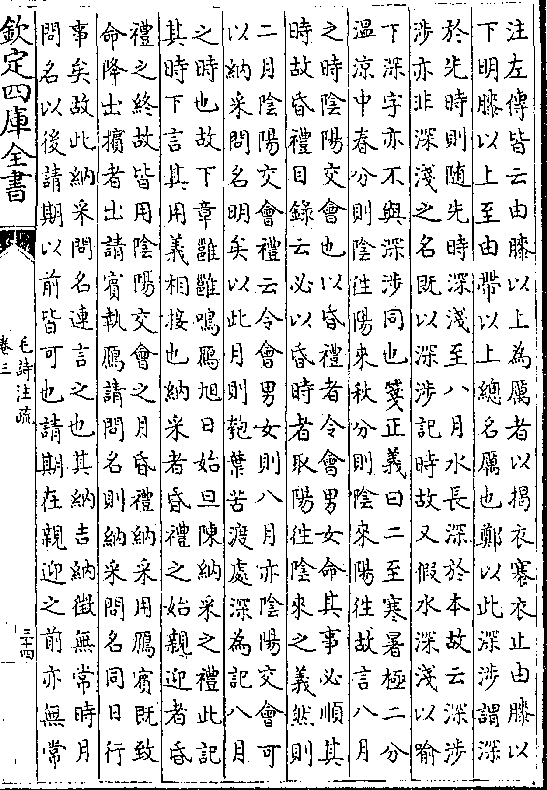 注左傳皆云由膝以上為厲者以揭衣褰衣止由膝以
下明膝以上至由帶以上總名厲也鄭以此深涉謂深
於先時則随先時深淺至八月水長深於本故云深涉
涉亦非深淺之名既以深涉記時故又假水深淺以喻
下深字亦不與深涉同也箋正義曰二至寒暑極二分
溫涼中春分則陰徃陽來秋分則陰來陽徃故言八月
之時陰陽交會也以昏禮者令會男女命其事必順其
時故昏禮目錄云必以昏時者取陽徃陰來之義然則
二月陰陽交會禮云令會男女則八月亦陰陽交會可
以納采問名明矣以此月則匏葉苦渡處深為記八月
之時也故下章雝雝鳴鴈旭日始旦陳納采之禮此記
其時下言其用義相接也納采者昏禮之始親迎者昏
禮之終故皆用陰陽交會之月昏禮納采用鴈賓既致
命降出擯者出請賓執鴈請問名則納采問名同日行
事矣故此納采問名連言之也其納吉納徵無常時月
問名以後請期以前皆可也請期在親迎之前亦無常
欽定四庫全書
毛詩注疏
卷三
三十四